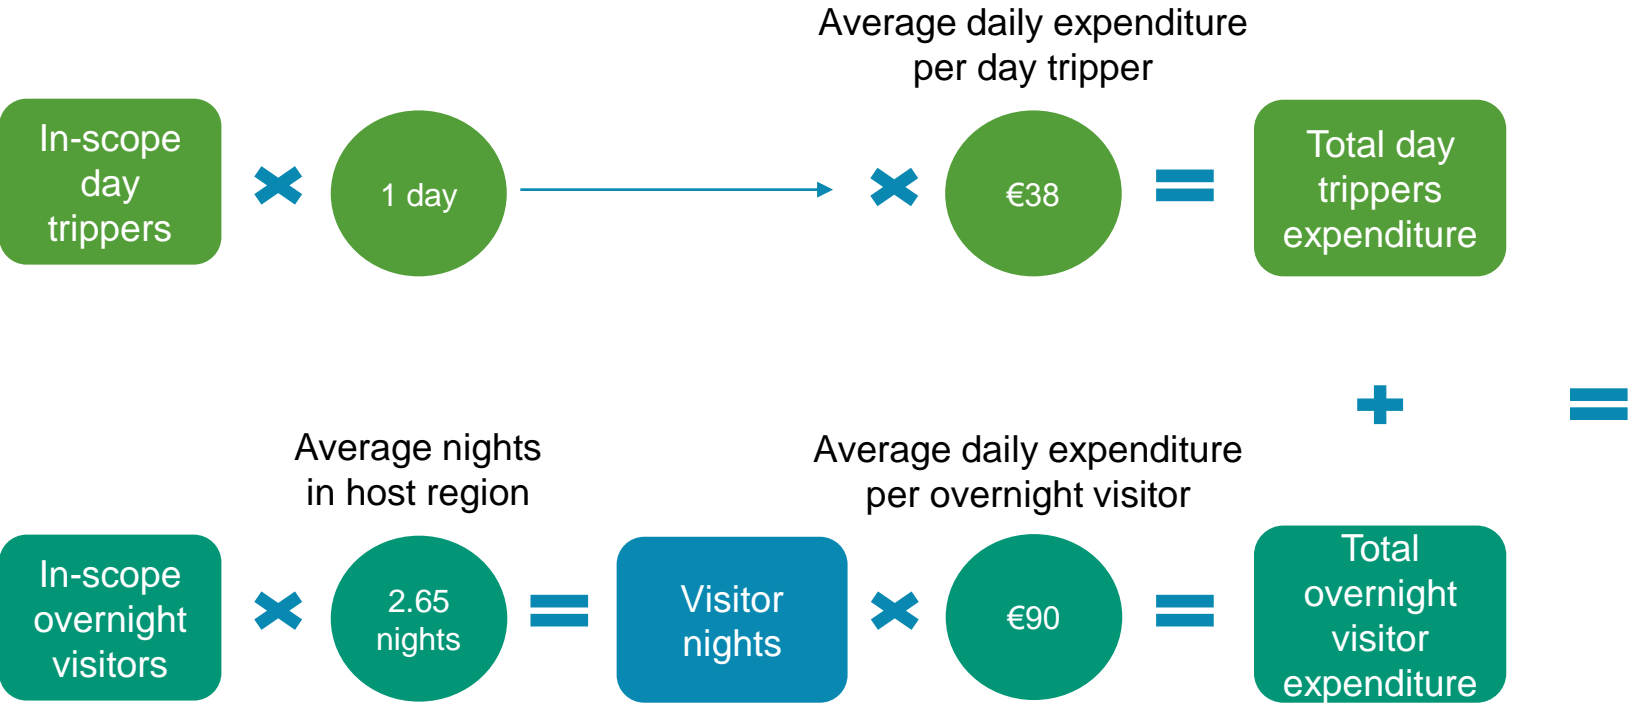 Average daily expenditure
per day tripper
In-scope
day
trippers
1 day
€38
Total day
trippers
expenditure
Average nights
in host region
Average daily expenditure
per overnight visitor
In-scope
overnight
visitors
2.65
nights
Visitor
nights
€90
Total
overnight
visitor
expenditure